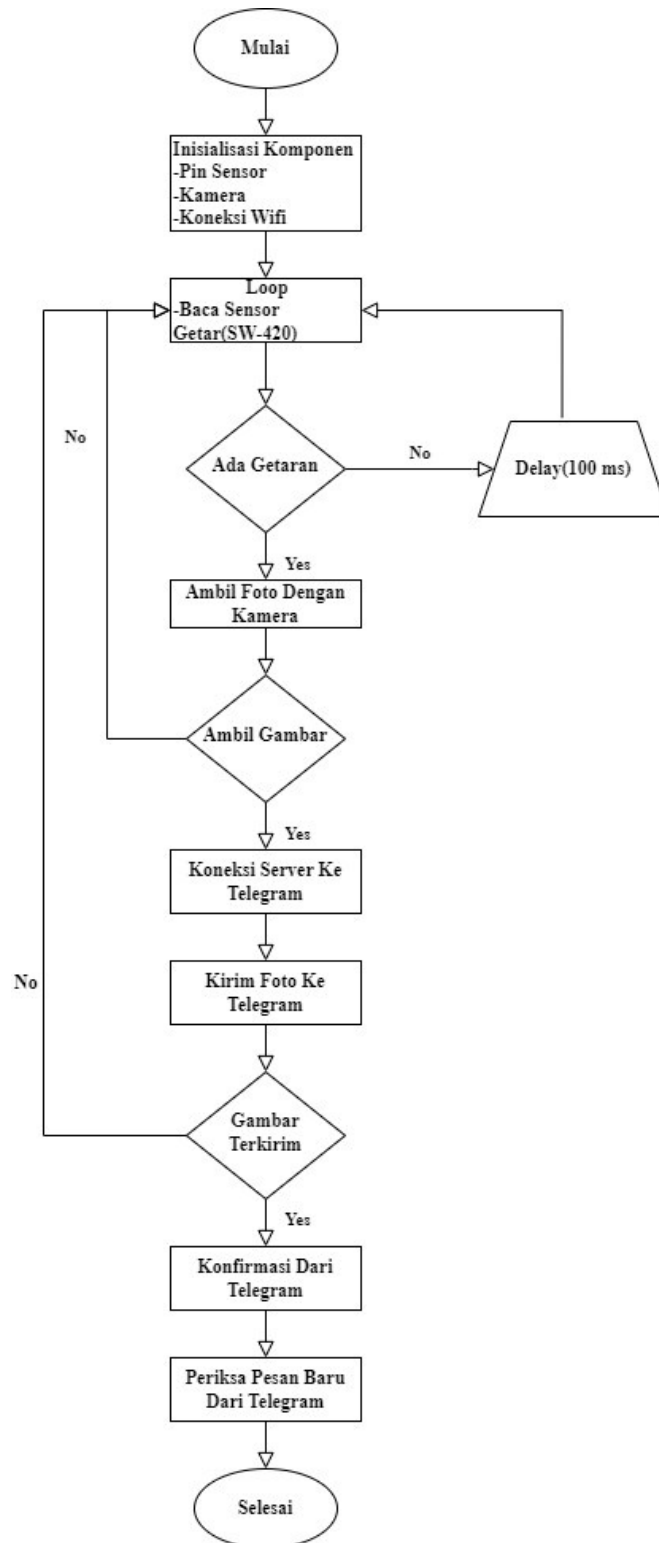 Mulai
Inisialisasi Komponen
-Pin Sensor
-Kamera
-Koneksi Wifi
Loop
-Baca Sensor
Getar(SW-420)
No
Ada Getaran
No
Delay(100 ms)
Yes
Ambil Foto Dengan
Kamera
Ambil Gambar
Yes
Koneksi Server Ke
Telegram
No
Kirim Foto Ke
Telegram
Gambar
Terkirim
Yes
Konfirmasi Dari
Telegram
Periksa Pesan Baru
Dari Telegram
Selesai